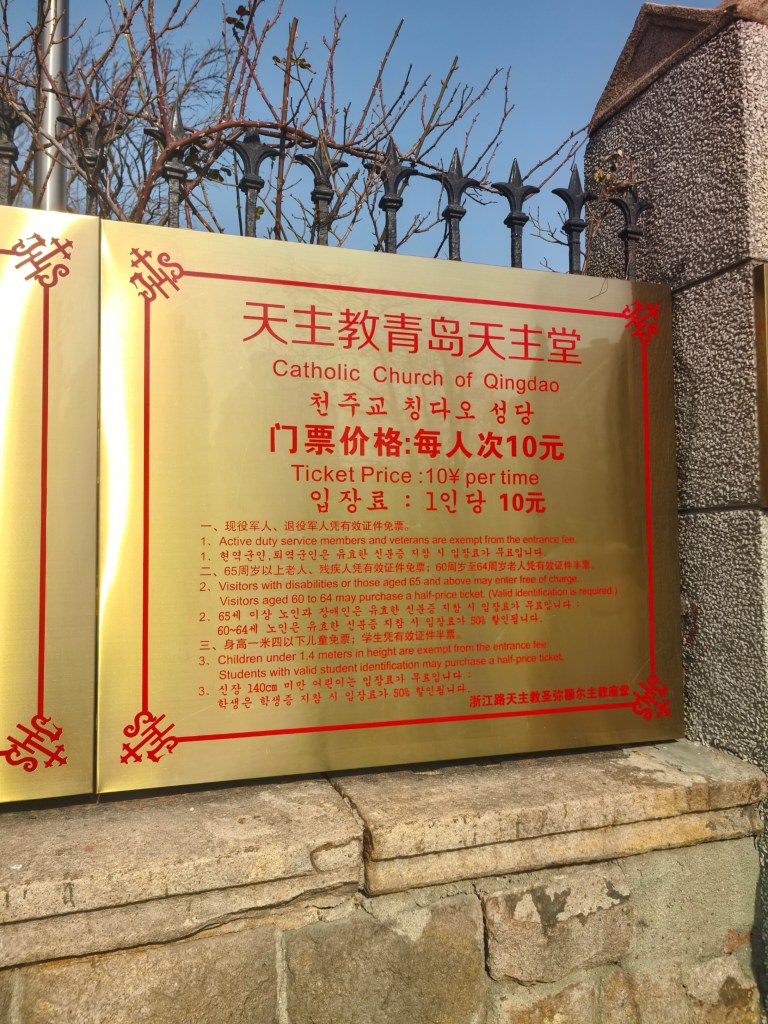 天主教青岛天主堂
Catholic Church of Qingdao
천주교 칭다오 성당
门票价格:每人次10元
Ticket Price :10¥ per time
입장료 : 1인당 10元
一、现役军人、退役军人凭有效证件免票。
1、Active duty service members and veterans are exempt from the entrance fee.
1、현역군인,퇴역군인은 유효한 신분증 지참 시 입장료가 무료입니다.
二、65周岁以上老人、残疾人凭有效证件免票；60周岁至64周岁老人凭有效证件半票。
2、Visitors with disabilities or those aged 65 and above may enter free of charge.
Visitors aged 60 to 64 may purchase a half-price ticket. (Valid identification is required.)
2、65세 이상 노인과 장애인은 유효한 신분증 지참 시 입장료가 무료입니다 :
60~64세 노인은 유효한 신분증 지참 시 입장료가 50% 할인됩니다.
三、身高一米四以下儿童免票；学生凭有效证件半票。
3、Children under 1.4 meters in height are exempt from the entrance fee.
Students with valid student identification may purchase a half-price ticket.
3、신장 140cm 미만 어린이는 입장료가 무료입니다 :
학생은 학생증 지참 시 입장료가 50% 할인됩니다.
浙江路天主教圣弥额尔主教座堂